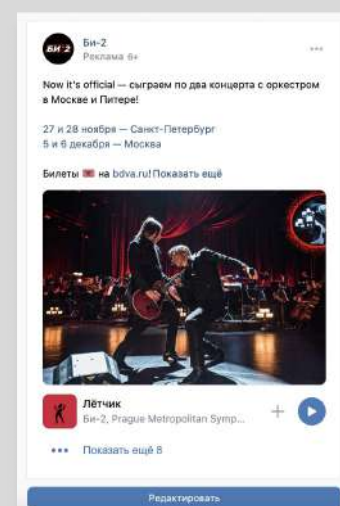 БИ-2
Би-2
Реклама 6+
Now it's official — сыграем по два концерта с оркестром
в Москве и Питере!
27 и 28 ноября — Санкт-Петербург
5 и 6 декабря — Москва
Билеты 🎟 на bdva.ru! Показать ещё
Лётчик
Би-2, Prague Metropolitan Symp...
Показать ещё 8
Редактировать